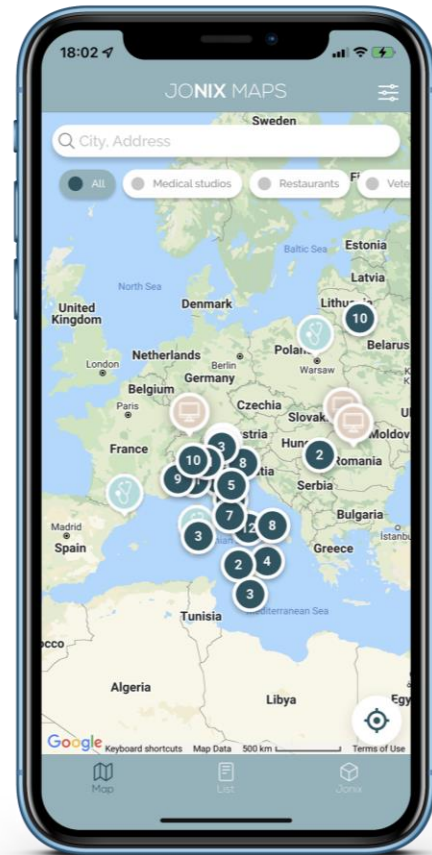 18:02
JONIX MAPS
Sweden
City, Address
All
Medical studios
Restaurants
Vete
Estonia
Baltic Sea
Latvia
North Sea
Denmark
10
United
Kingdom
Belarus
Warsaw
Netherlands
Berlin
London
Belgium
Germany
Paris
Czechia
Slovak
3
France
10
8
2
Romania
9
5
Serbia
7
8
Bulgaria
Madrid
3
Spain
Greece
2
4
3
Tunisia
Algeria
Libya
Google
Keyboard shortcuts
Map Data
500 km
Terms of Use
Map
List
Jonix